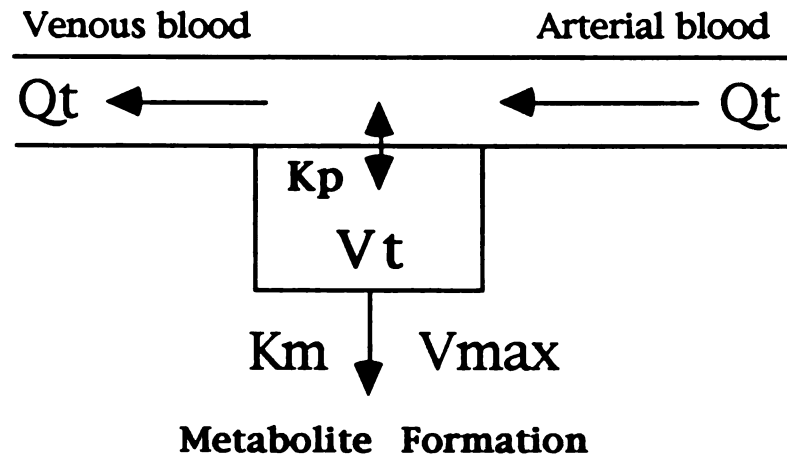 Venous blood
Arterial blood
Qt
Qt
Kp
Vt
Km
Vmax
Metabolite Formation